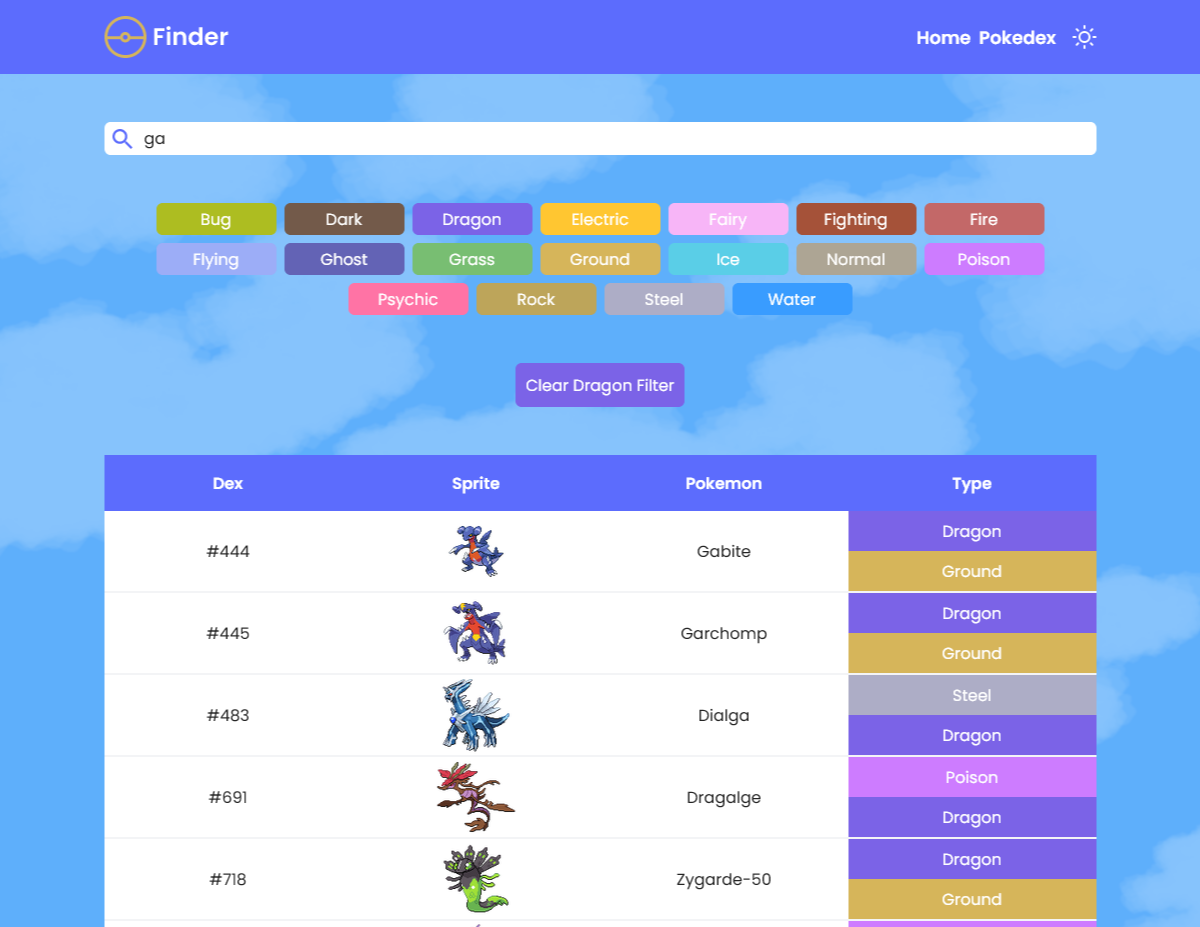 Finder
Home Pokedex
ga
Bug Dark Dragon Electric Fairy Fighting Fire
Flying Ghost Grass Ground Ice Normal Poison
Psychic Rock Steel Water
Clear Dragon Filter
Dex Sprite Pokemon Type
#444 Gabite Dragon
Ground
#445 Garchomp Dragon
Ground
#483 Dialga Steel
Dragon
#691 Dragalge Poison
Dragon
#718 Zygarde-50 Dragon
Ground